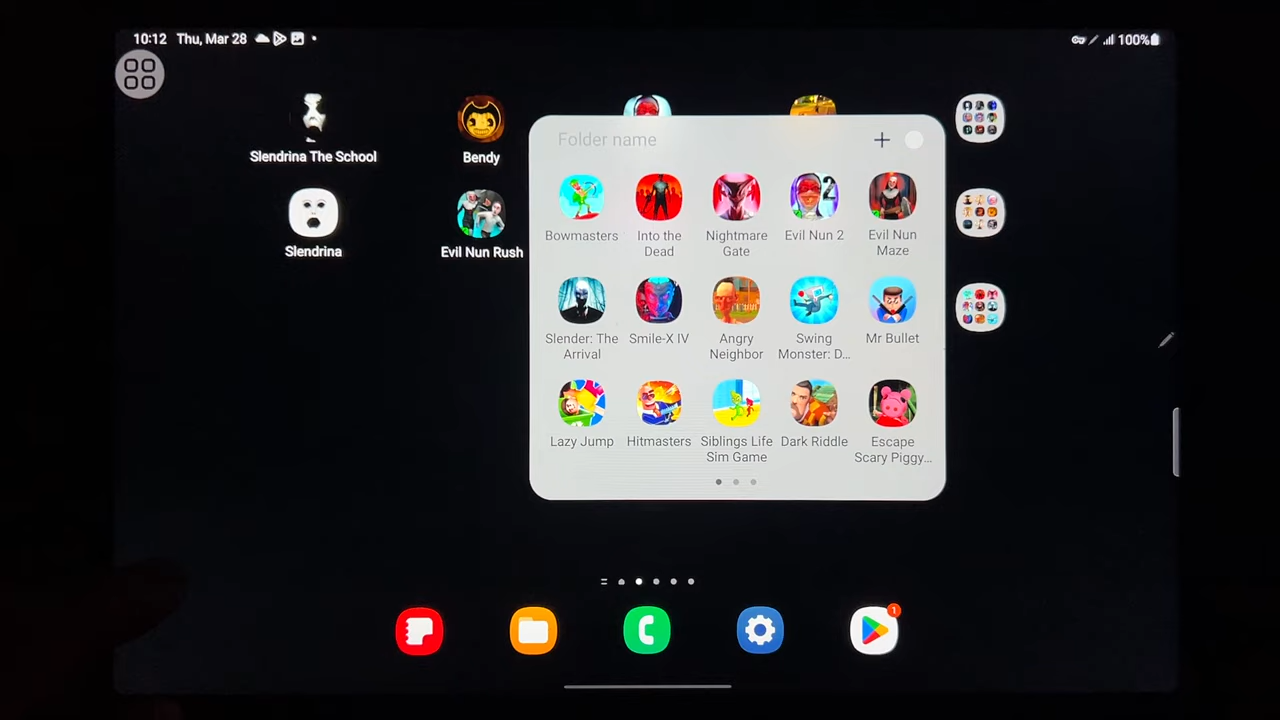 10:12 Thu, Mar 28
100%
Slendrina The School
Bendy
Slendrina
Evil Nun Rush
Folder name
Bowmasters
Into the
Dead
Nightmare
Gate
Evil Nun 2
Evil Nun
Maze
Slender: The
Arrival
Smile-X IV
Angry
Neighbor
Swing
Monster: D...
Mr Bullet
Lazy Jump
Hitmasters
Siblings Life
Sim Game
Dark Riddle
Escape
Scary Piggy...
2
1